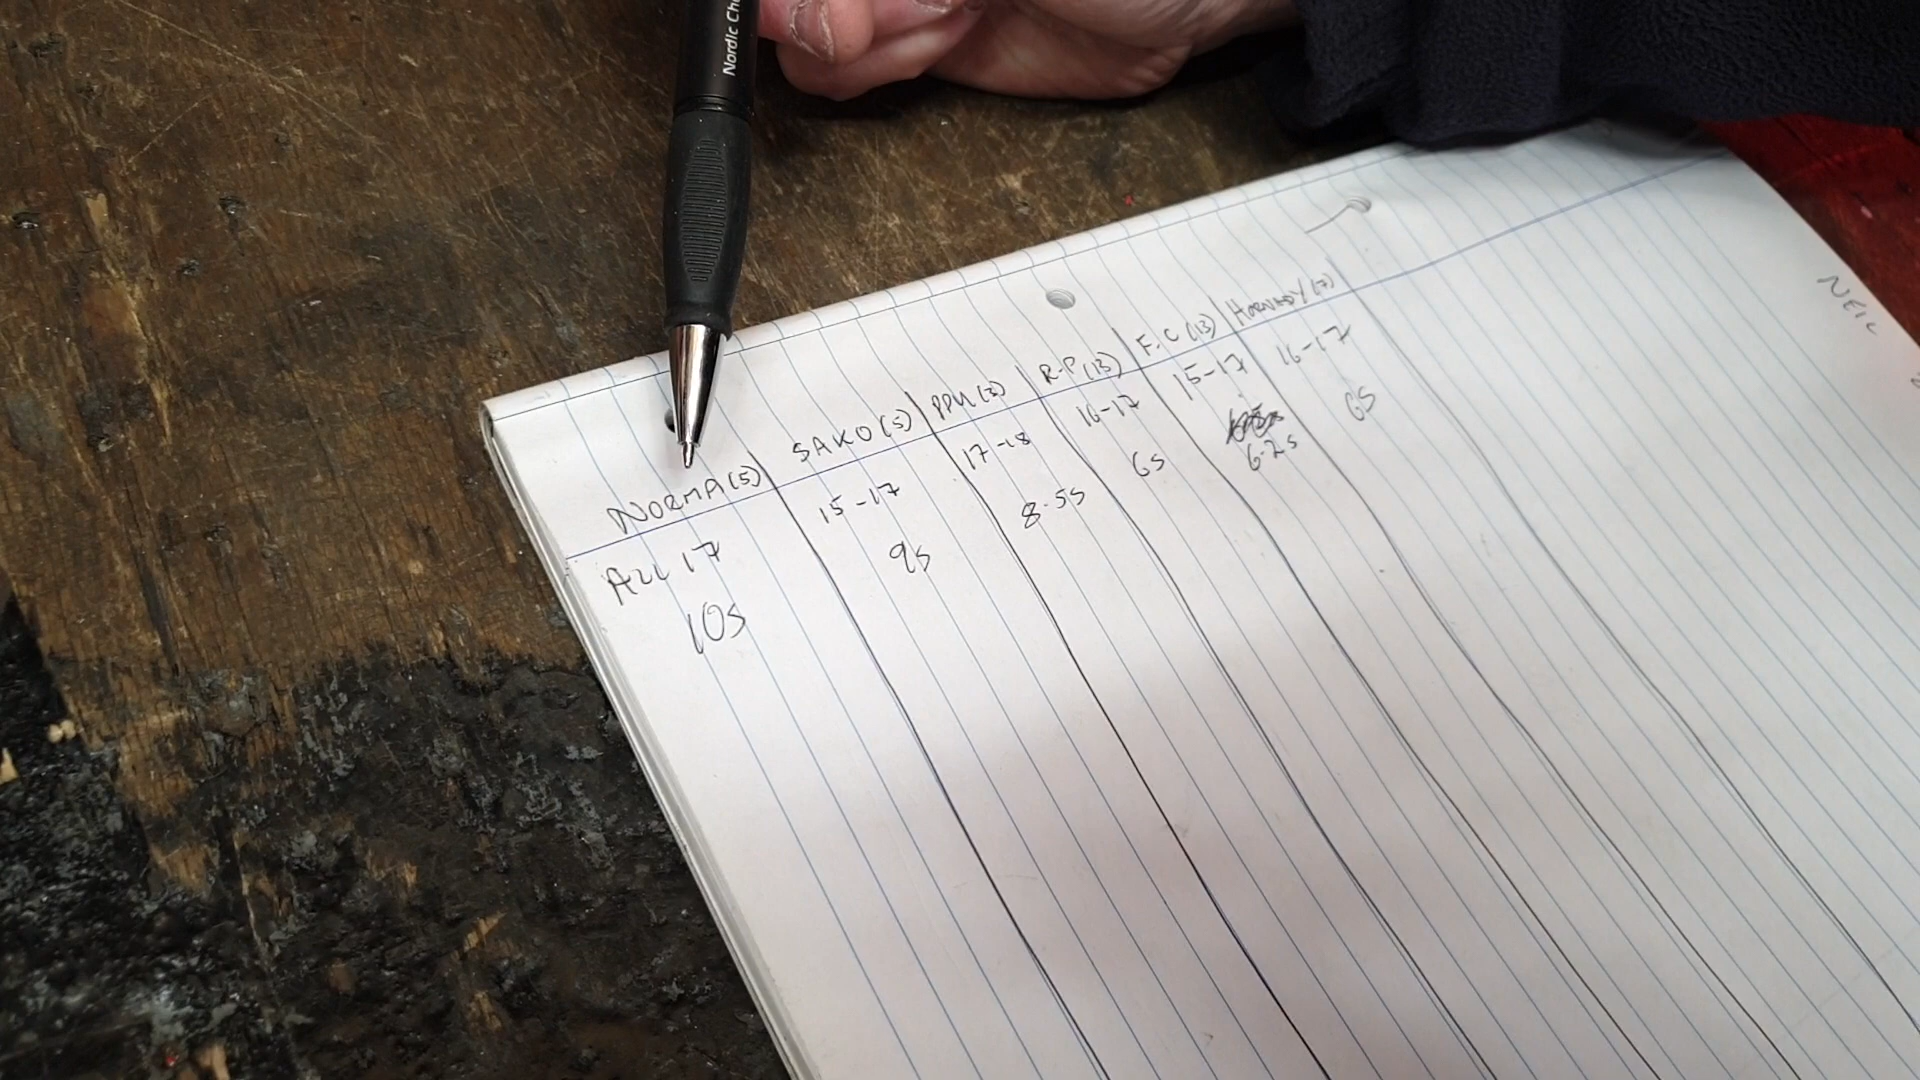 Nordic Ch
NORMA(5) SAKO(5) PPU(3) R-P(13) F.C(13) HORNADY(7)
ALL 17 15-17 17-18 16-17 15-17 16-17
10s 9s 8.5s 6s 6.2s 6s